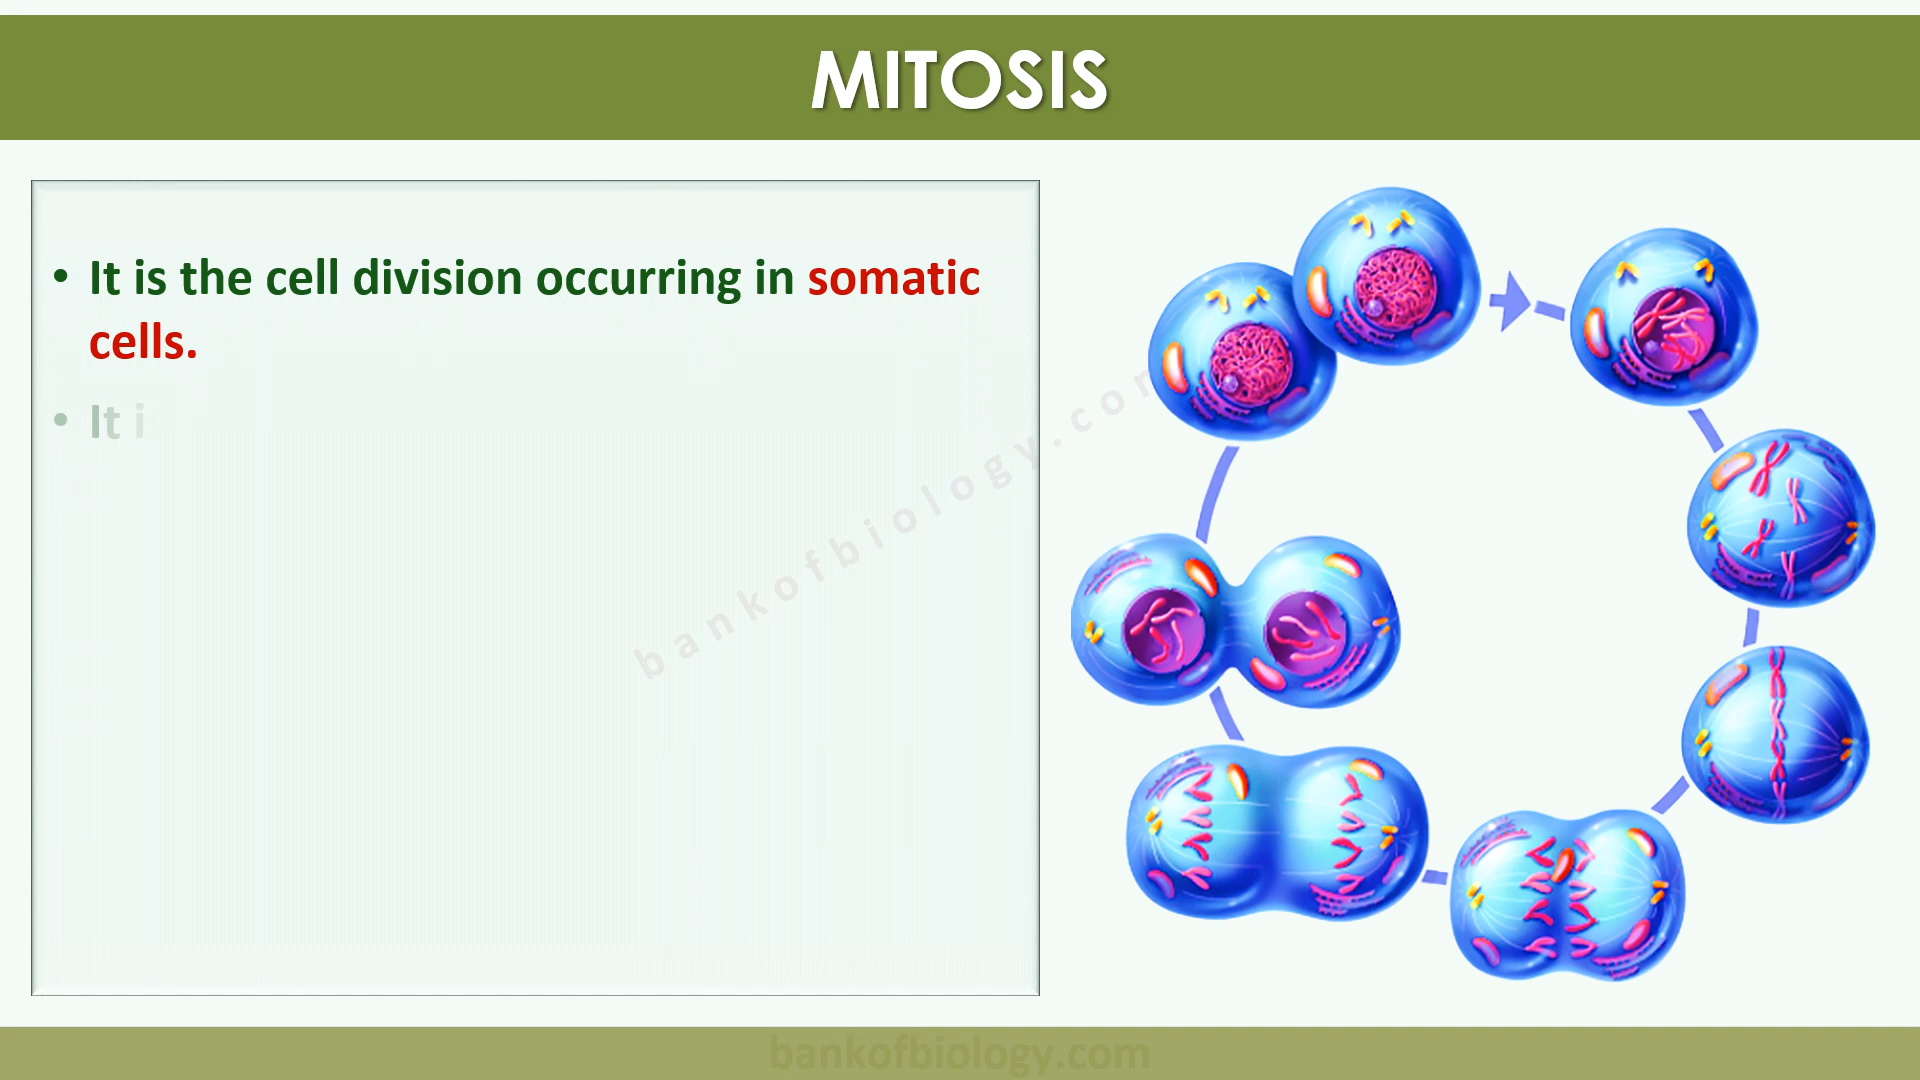 MITOSIS
• It is the cell division occurring in somatic
cells.
• It i
bankofbiology.com
bankofbiology.com